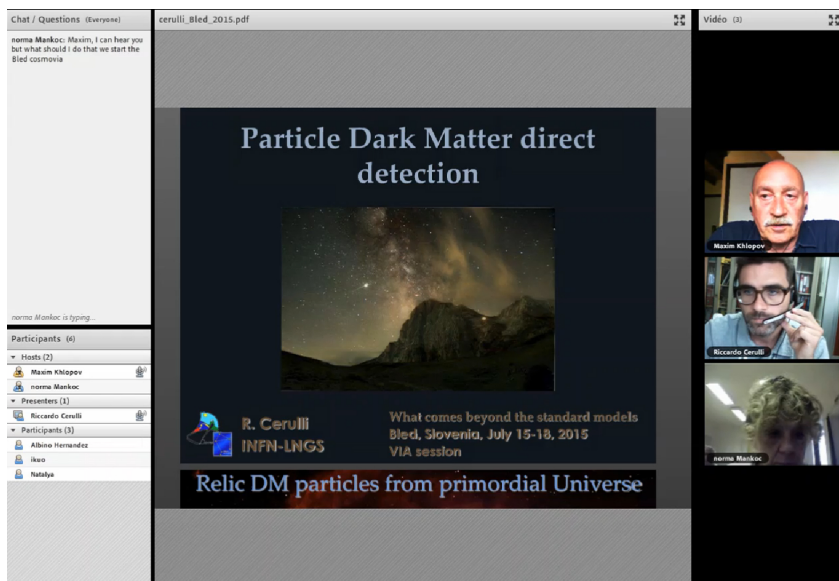 Chat / Questions (Everyone)
norma Mankoc: Maxim, I can hear you
but what should I do that we start the
Bled cosmovia
norma Mankoc is typing...
Participants (6)
Hosts (2)
Maxim Khlopov
norma Mankoc
Presenters (1)
Riccardo Cerulli
Participants (3)
Albino Hernandez
ikuo
Natalya
cerulli_Bled_2015.pdf
Particle Dark Matter direct
detection
R. Cerulli
INFN-LNGS
What comes beyond the standard models
Bled, Slovenia, July 15-18, 2015
VIA session
Relic DM particles from primordial Universe
Vidéo (3)
Maxim Khlopov
Riccardo Cerulli
norma Mankoc